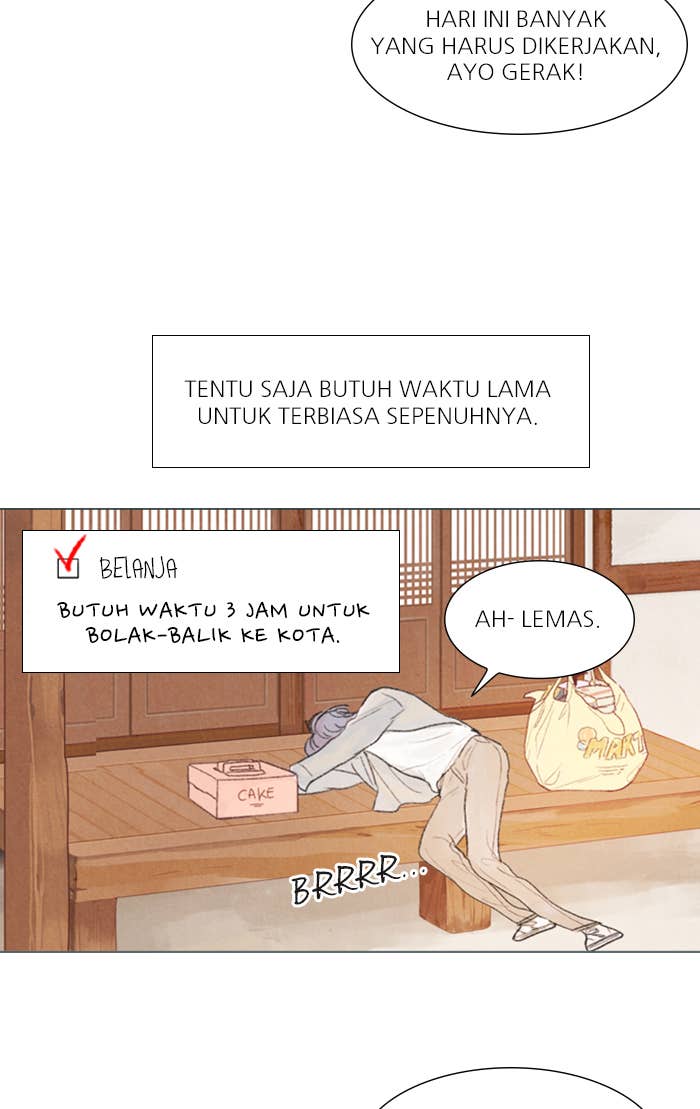 HARI INI BANYAK
YANG HARUS DIKERJAKAN,
AYO GERAK!
TENTU SAJA BUTUH WAKTU LAMA
UNTUK TERBIASA SEPENUHNYA.
BELANJA
BUTUH WAKTU 3 JAM UNTUK
BOLAK-BALIK KE KOTA.
AH- LEMAS.
MAKT
CAKE
BRRRR...